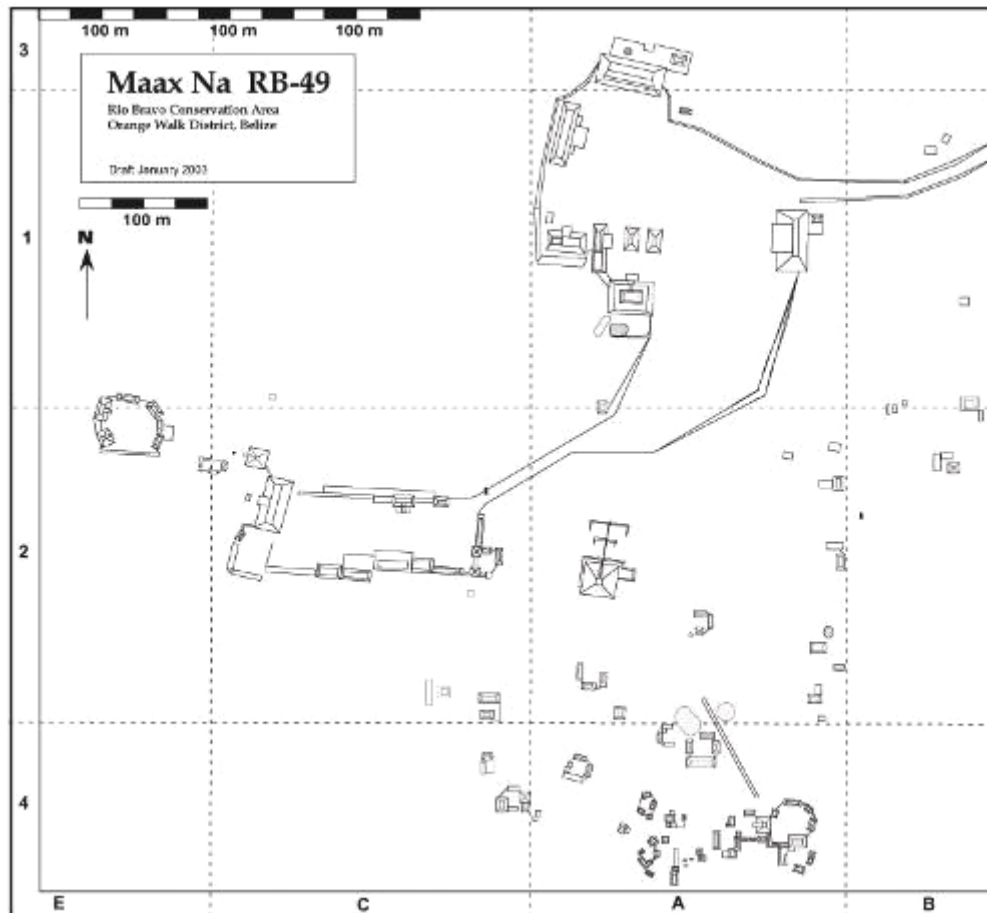 100 m 100 m 100 m
3
Maax Na RB-49
Rio Bravo Conservation Area
Orange Walk District, Belize
Draft January 2003
100 m
N
1
2
4
E C A B